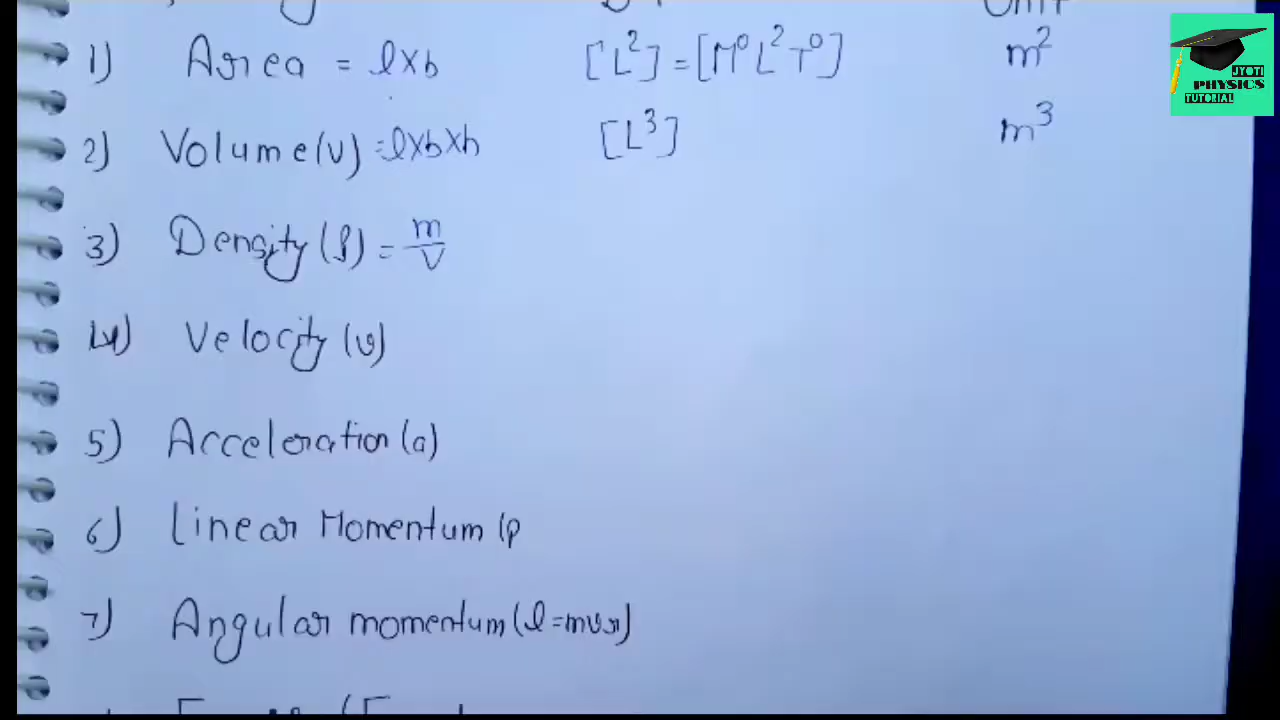 1) Area = l×b [L²] = [M⁰L²T⁰] m²
2) Volume(V) = l×b×h [L³] m³
3) Density(ρ) = m/V
4) Velocity (v)
5) Acceleration (a)
6) Linear Momentum (p
7) Angular momentum (l = mvr)
JYOTI
PHYSICS
TUTORIAL